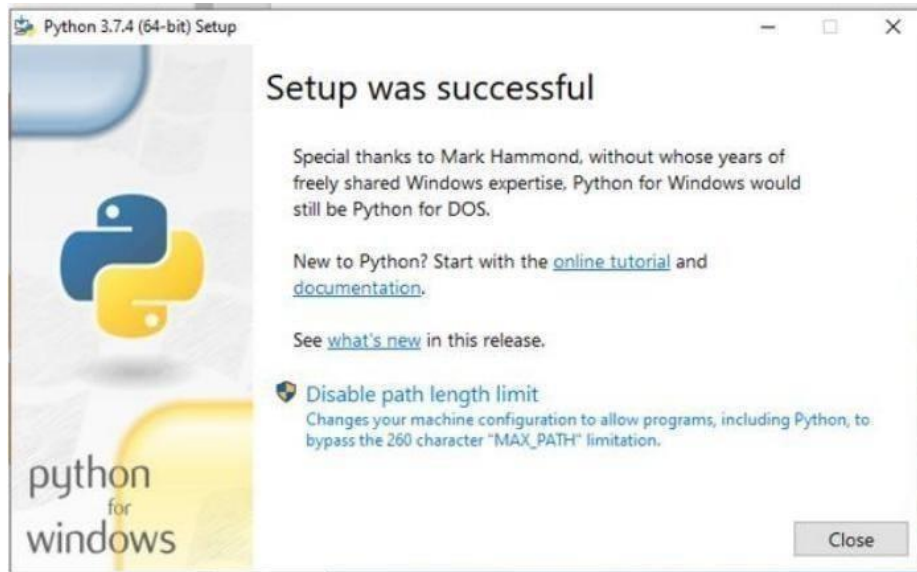 Python 3.7.4 (64-bit) Setup
Setup was successful
Special thanks to Mark Hammond, without whose years of
freely shared Windows expertise, Python for Windows would
still be Python for DOS.
New to Python? Start with the online tutorial and
documentation.
See what's new in this release.
Disable path length limit
Changes your machine configuration to allow programs, including Python, to
bypass the 260 character "MAX_PATH" limitation.
python
for
windows
Close